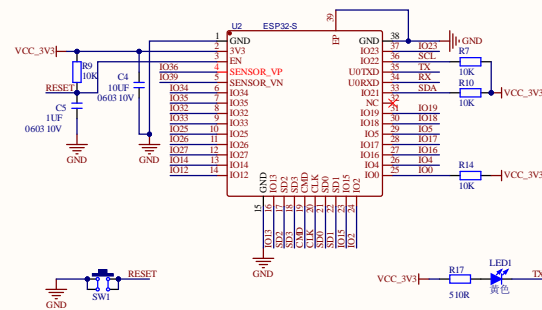 U2 ESP32-S
39
EP
VCC_3V3
R9
10K
RESET
C5
1UF
0603 10V
GND
C4
10UF
0603 10V
GND
1 GND
2 3V3
3 EN
IO36 4 SENSOR_VP
IO39 5 SENSOR_VN
IO34 6 IO34
IO35 7 IO35
IO32 8 IO32
IO33 9 IO33
IO25 10 IO25
IO26 11 IO26
IO27 12 IO27
IO14 13 IO14
IO12 14 IO12
GND 38
IO23 37 IO23
IO22 36 SCL
U0TXD 35 TX
U0RXD 34 RX
IO21 33 SDA
NC 32
IO19 31 IO19
IO18 30 IO18
IO5 29 IO5
IO17 28 IO17
IO16 27 IO16
IO4 26 IO4
IO0 25 IO0
GND
R7
10K
R10
10K
VCC_3V3
R14
10K
VCC_3V3
GND IO13 SD2 SD3 CMD CLK SD0 SD1 IO15 IO2
15 16 17 18 19 20 21 22 23 24
IO13 SD2 SD3 CMD CLK SD0 SD1 IO15 IO2
GND
RESET
SW1
GND
VCC_3V3
R17
510R
LED1
黄色
TX